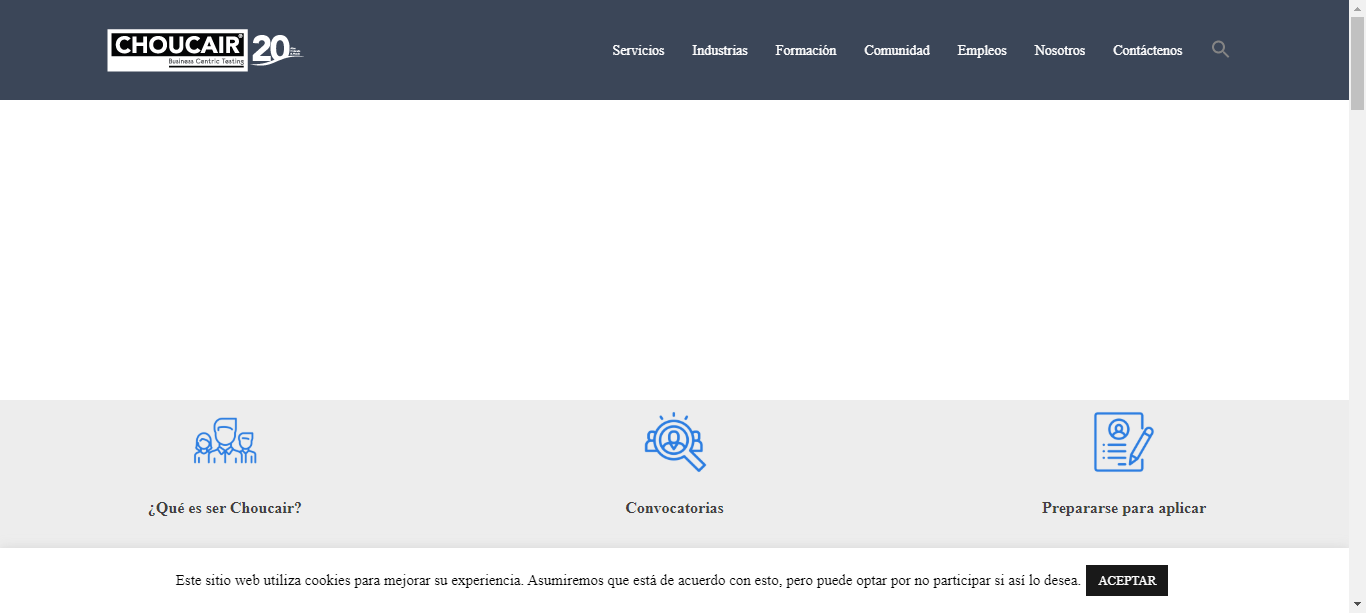 CHOUCAIR® 20
Business Centric Testing
Servicios Industrias Formación Comunidad Empleos Nosotros Contáctenos
¿Qué es ser Choucair? Convocatorias Prepararse para aplicar
Este sitio web utiliza cookies para mejorar su experiencia. Asumiremos que está de acuerdo con esto, pero puede optar por no participar si así lo desea. ACEPTAR